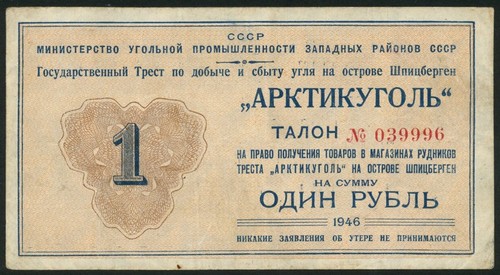 СССР
МИНИСТЕРСТВО УГОЛЬНОЙ ПРОМЫШЛЕННОСТИ ЗАПАДНЫХ РАЙОНОВ СССР
Государственный Трест по добыче и сбыту угля на острове Шпицберген
„АРКТИКУГОЛЬ“
ТАЛОН № 039996
НА ПРАВО ПОЛУЧЕНИЯ ТОВАРОВ В МАГАЗИНАХ РУДНИКОВ
ТРЕСТА „АРКТИКУГОЛЬ“ НА ОСТРОВЕ ШПИЦБЕРГЕН
НА СУММУ
ОДИН РУБЛЬ
1946
НИКАКИЕ ЗАЯВЛЕНИЯ ОБ УТЕРЕ НЕ ПРИНИМАЮТСЯ
1